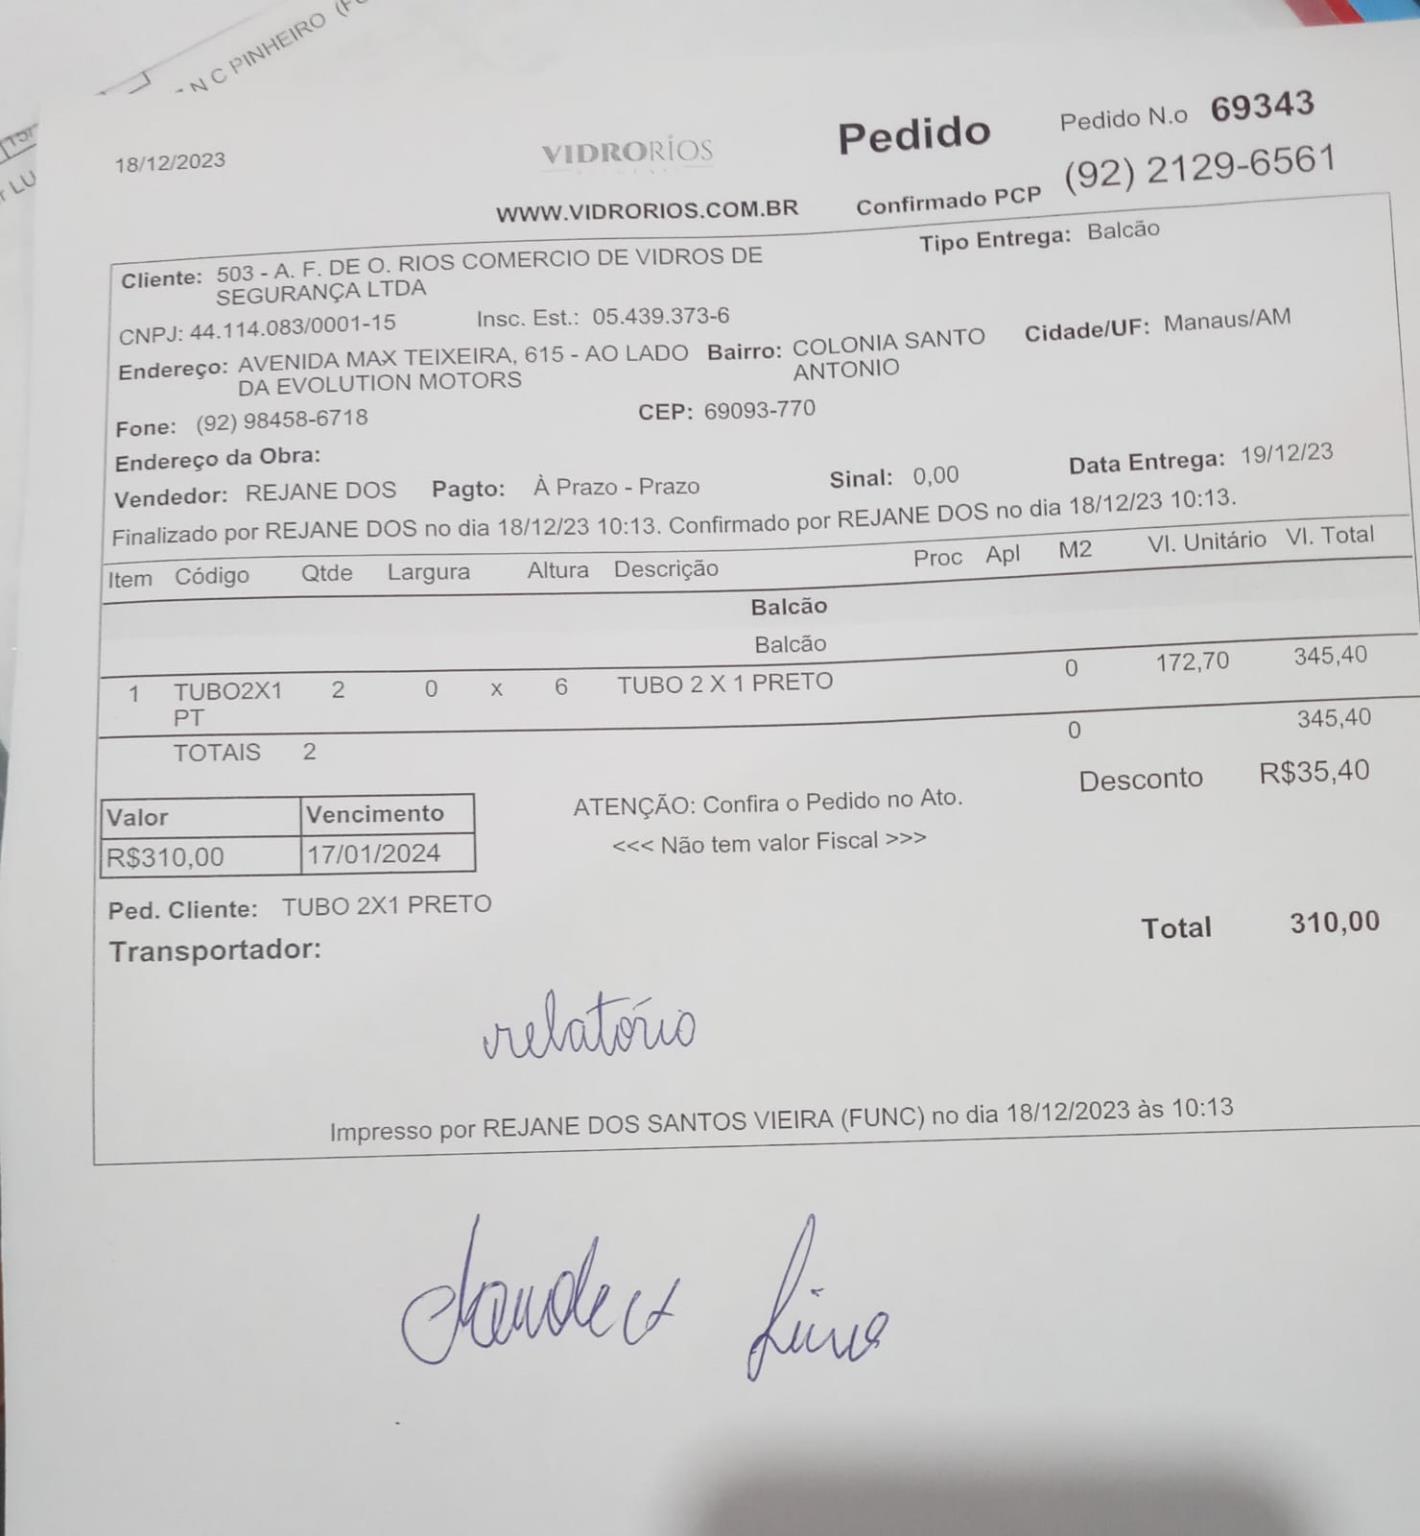 N C PINHEIRO
18/12/2023 VIDRORÍOS Pedido Pedido N.o 69343
WWW.VIDRORIOS.COM.BR Confirmado PCP (92) 2129-6561
Cliente: 503 - A. F. DE O. RIOS COMERCIO DE VIDROS DE Tipo Entrega: Balcão
SEGURANÇA LTDA
CNPJ: 44.114.083/0001-15 Insc. Est.: 05.439.373-6
Endereço: AVENIDA MAX TEIXEIRA, 615 - AO LADO Bairro: COLONIA SANTO Cidade/UF: Manaus/AM
DA EVOLUTION MOTORS ANTONIO
Fone: (92) 98458-6718 CEP: 69093-770
Endereço da Obra:
Vendedor: REJANE DOS Pagto: À Prazo - Prazo Sinal: 0,00 Data Entrega: 19/12/23
Finalizado por REJANE DOS no dia 18/12/23 10:13. Confirmado por REJANE DOS no dia 18/12/23 10:13.
Item Código Qtde Largura Altura Descrição Proc Apl M2 Vl. Unitário Vl. Total
Balcão
Balcão
1 TUBO2X1 2 0 x 6 TUBO 2 X 1 PRETO 0 172,70 345,40
PT
TOTAIS 2 0 345,40
Desconto R$35,40
Valor Vencimento ATENÇÃO: Confira o Pedido no Ato.
R$310,00 17/01/2024 <<< Não tem valor Fiscal >>>
Ped. Cliente: TUBO 2X1 PRETO
Transportador: Total 310,00
relatório
Impresso por REJANE DOS SANTOS VIEIRA (FUNC) no dia 18/12/2023 às 10:13